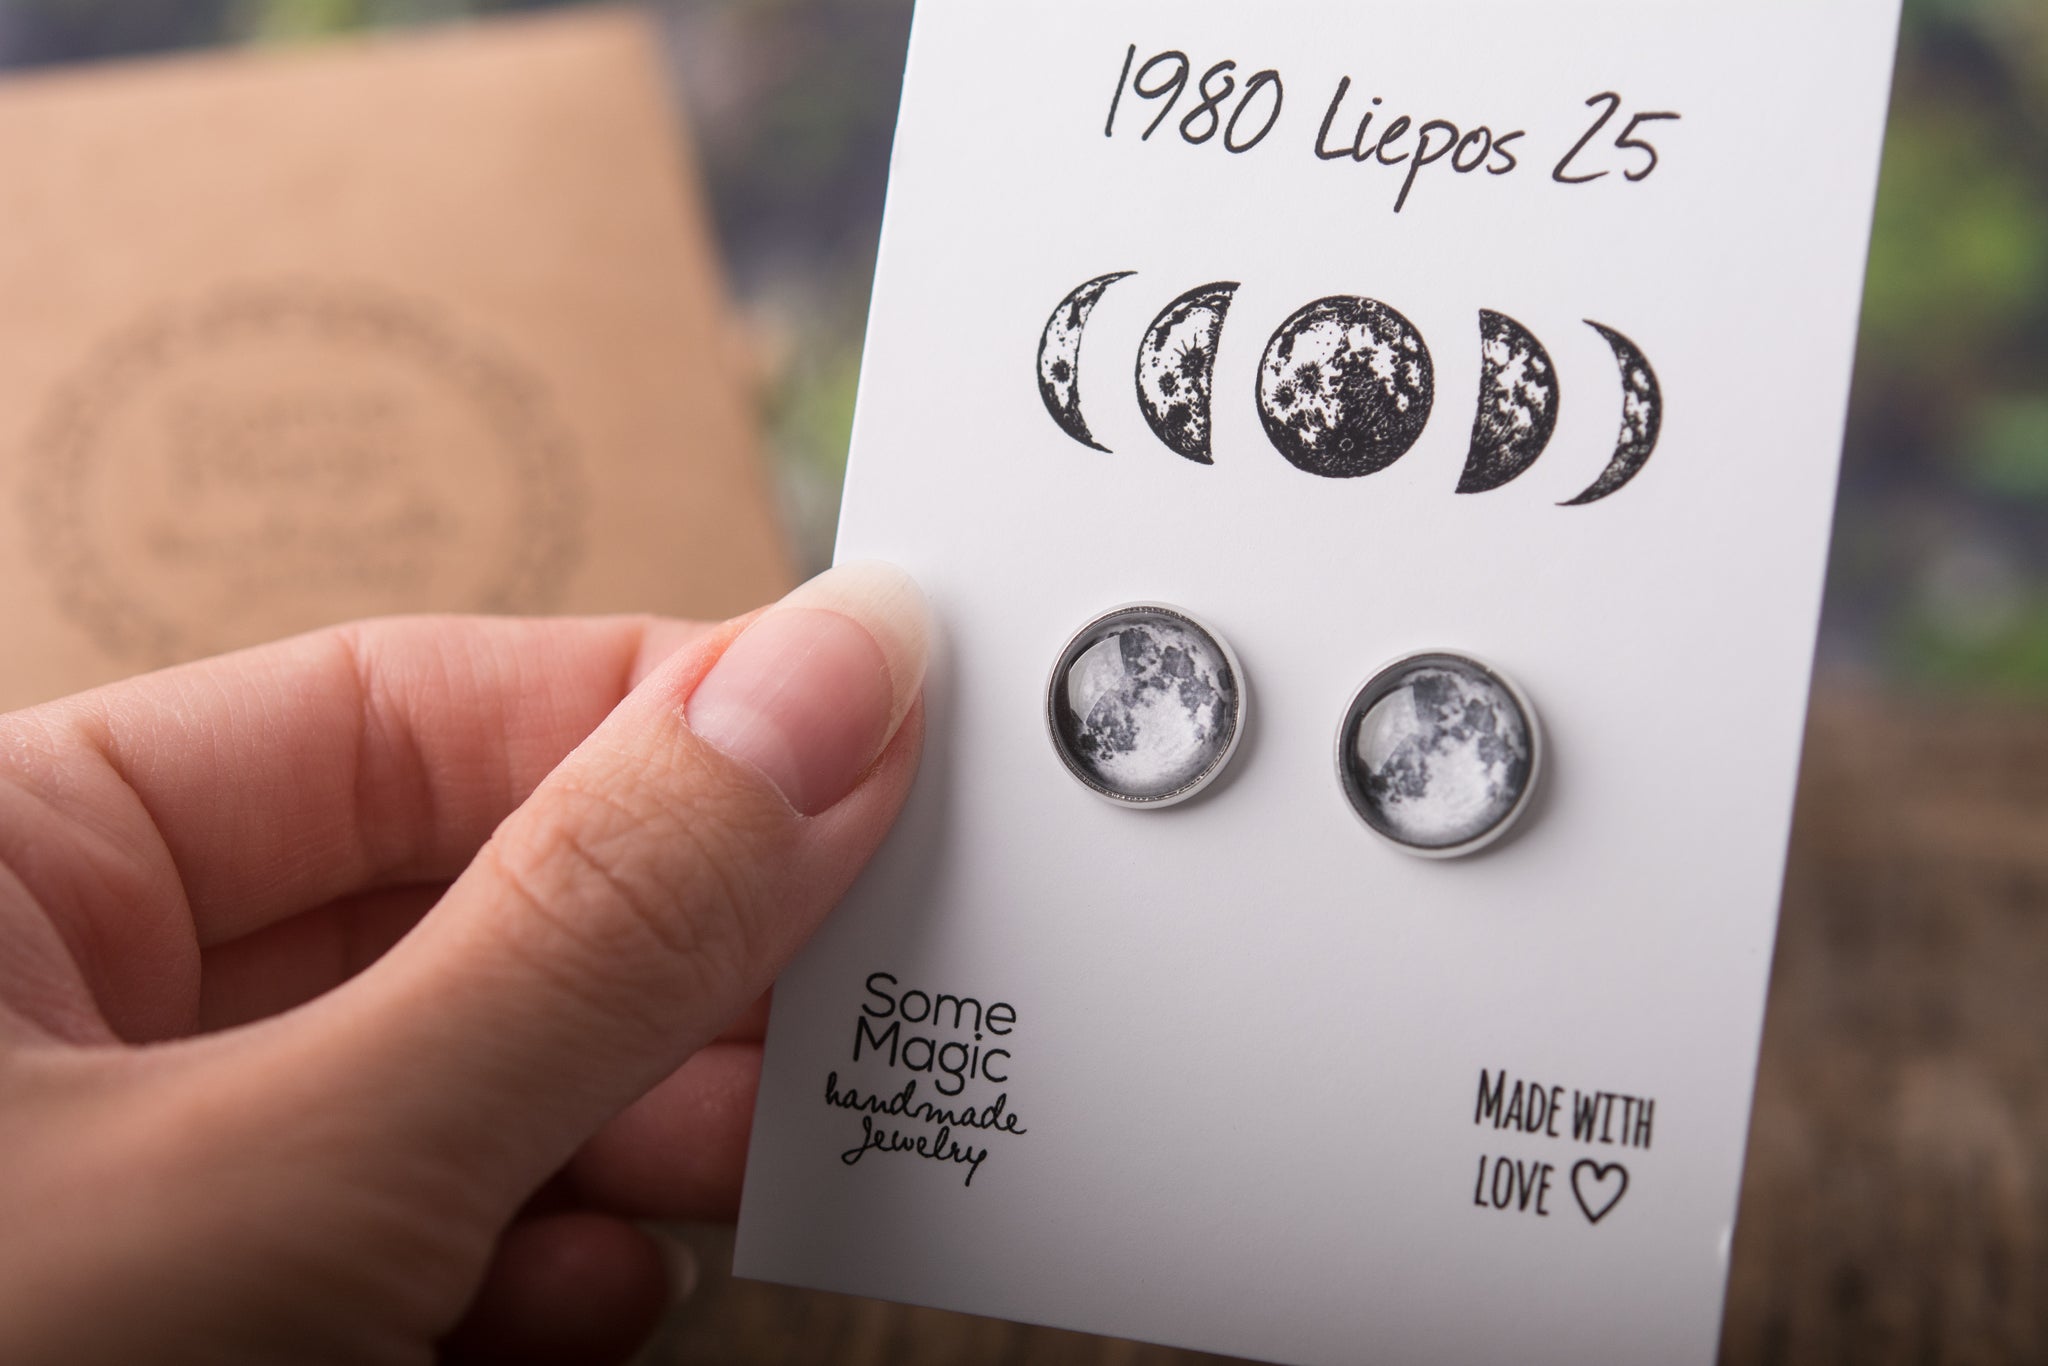 1980 Liepos 25
Some
Magic
handmade
Jewelry
MADE WITH
LOVE